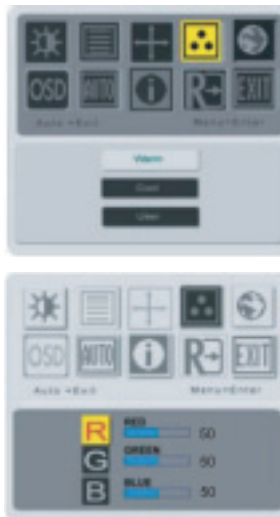 OSD AUTO i R EXIT
Auto =Exit Menu=Enter
Warm
Cool
User
OSD AUTO i R EXIT
Auto =Exit Menu=Enter
R RED 50
G GREEN 50
B BLUE 50